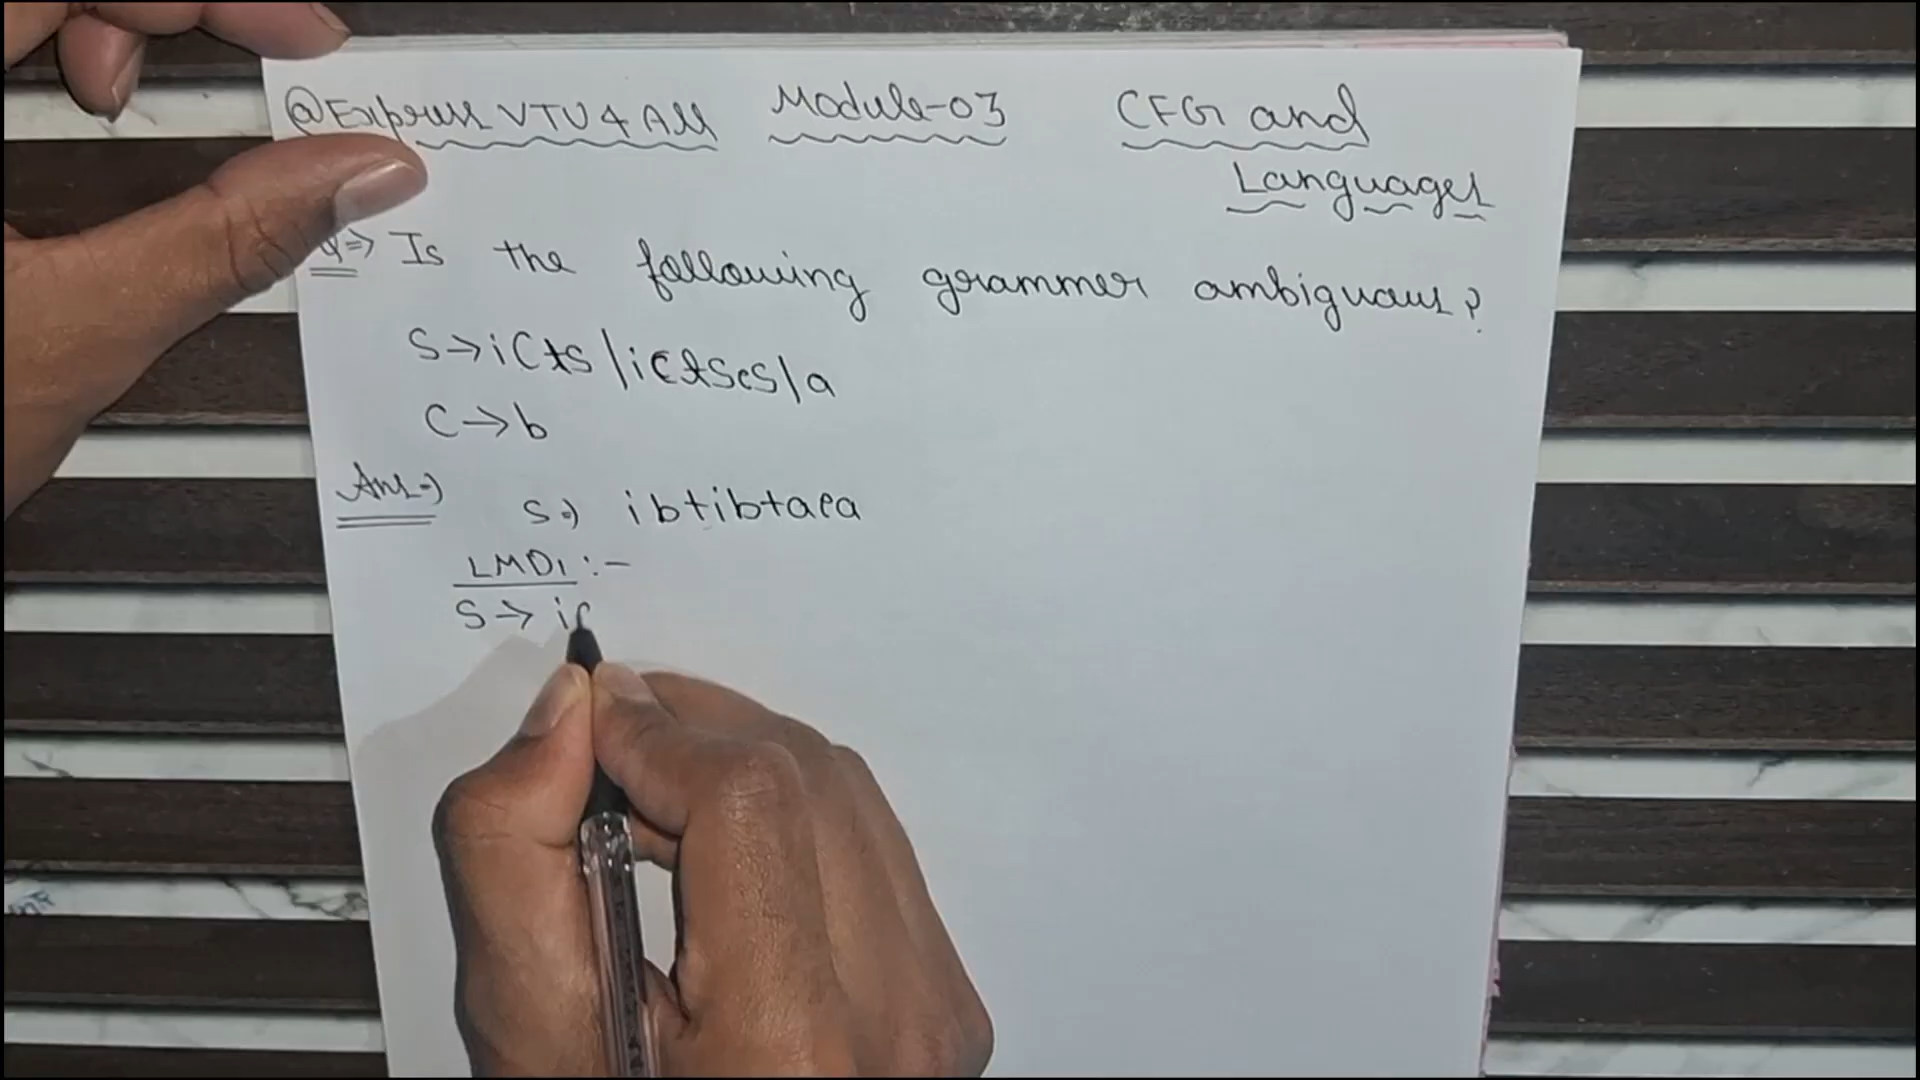 @Express VTU 4 All Module-03 CFG and
Languages
Q⇒ Is the following grammer ambiguous?
S→iCtS/iCtSeS/a
C→b
Ans→)
S→) ibtibtaea
LMD1 :-
S→ iC